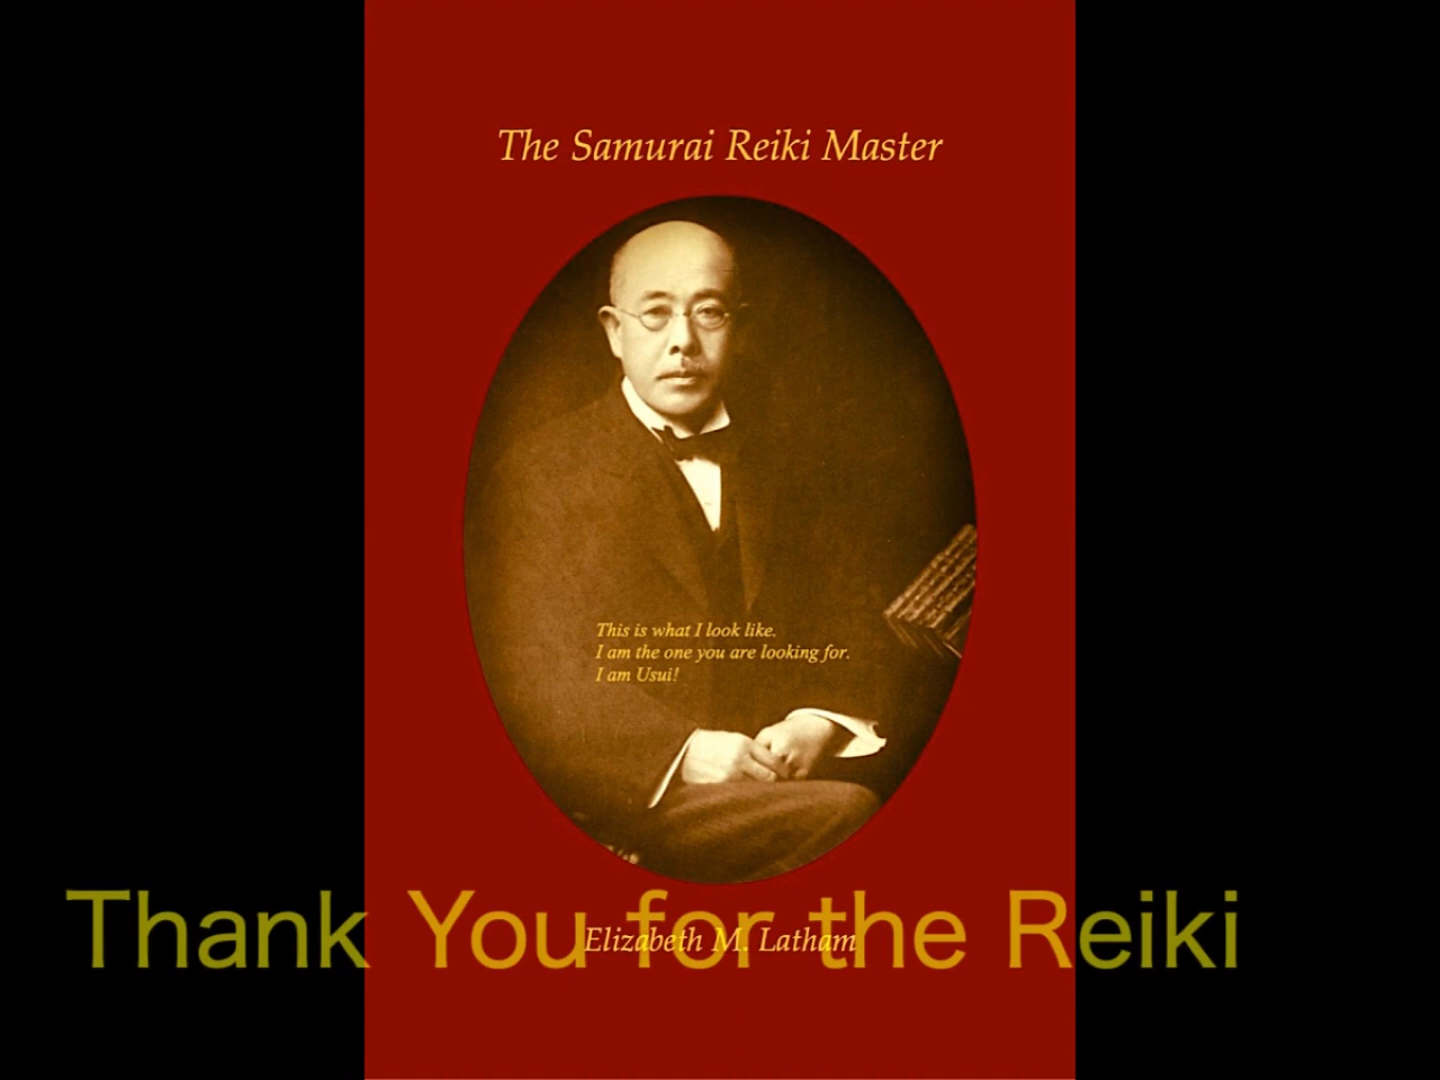 The Samurai Reiki Master
This is what I look like.
I am the one you are looking for.
I am Usui!
Thank You for the Reiki
Elizabeth M. Latham